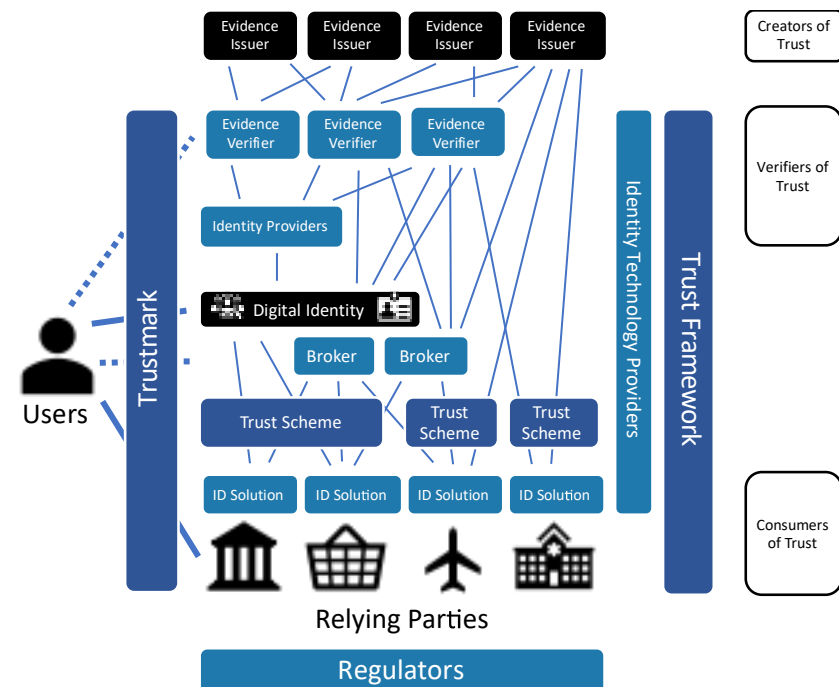 Evidence
Issuer
Evidence
Issuer
Evidence
Issuer
Evidence
Issuer
Creators of
Trust
Evidence
Verifier
Evidence
Verifier
Evidence
Verifier
Verifiers of
Trust
Identity Providers
Digital Identity
Broker
Broker
Trust Scheme
Trust
Scheme
Trust
Scheme
ID Solution
ID Solution
ID Solution
ID Solution
Users
Trustmark
Identity Technology Providers
Trust Framework
Consumers
of Trust
Relying Parties
Regulators